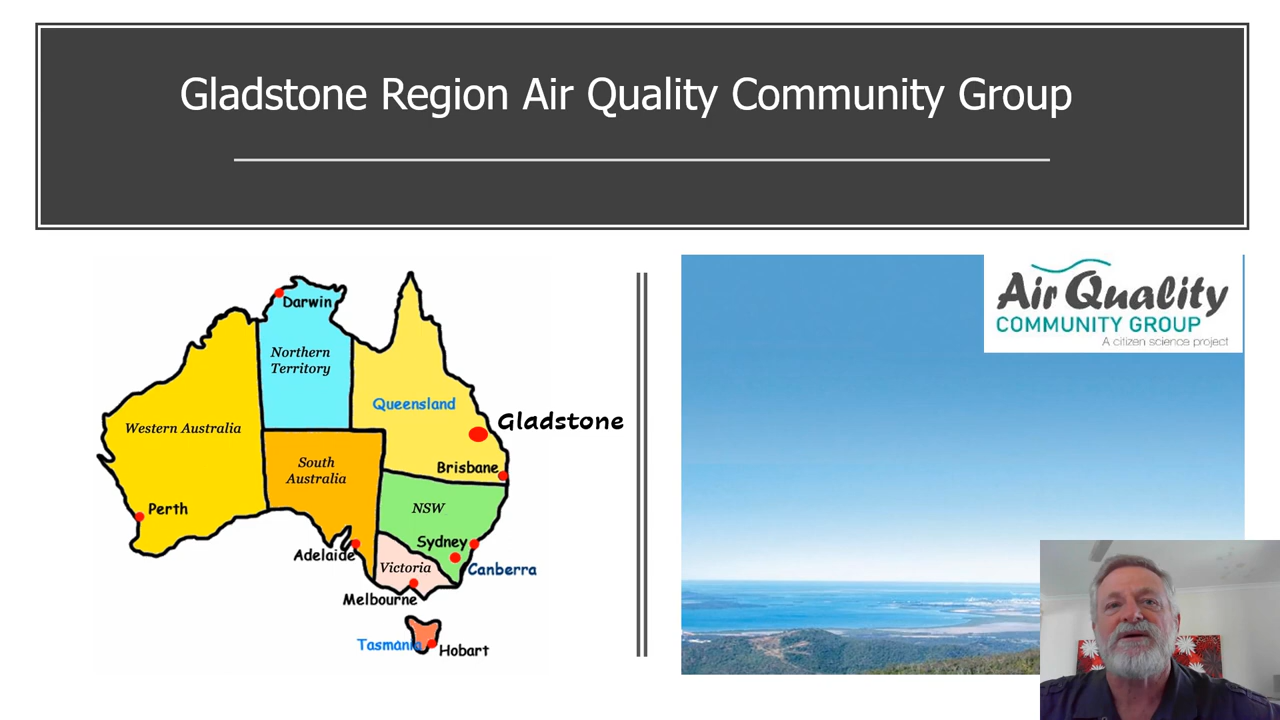 Gladstone Region Air Quality Community Group
Darwin
Northern
Territory
Queensland
Western Australia
Gladstone
South
Australia
Brisbane
NSW
Perth
Sydney
Adelaide
Victoria
Canberra
Melbourne
Tasmania
Hobart
Air Quality
COMMUNITY GROUP
A citizen science project